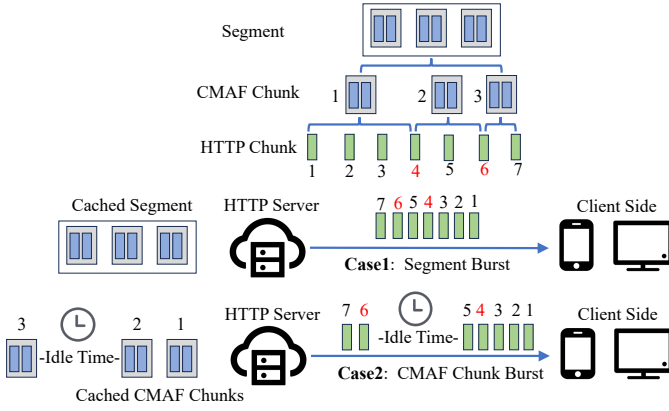 Segment
CMAF Chunk
1
2
3
HTTP Chunk
1 2 3 4 5 6 7
Cached Segment
HTTP Server
7 6 5 4 3 2 1
Client Side
Case1: Segment Burst
3
2
1
-Idle Time-
Cached CMAF Chunks
HTTP Server
7 6
-Idle Time-
5 4 3 2 1
Client Side
Case2: CMAF Chunk Burst